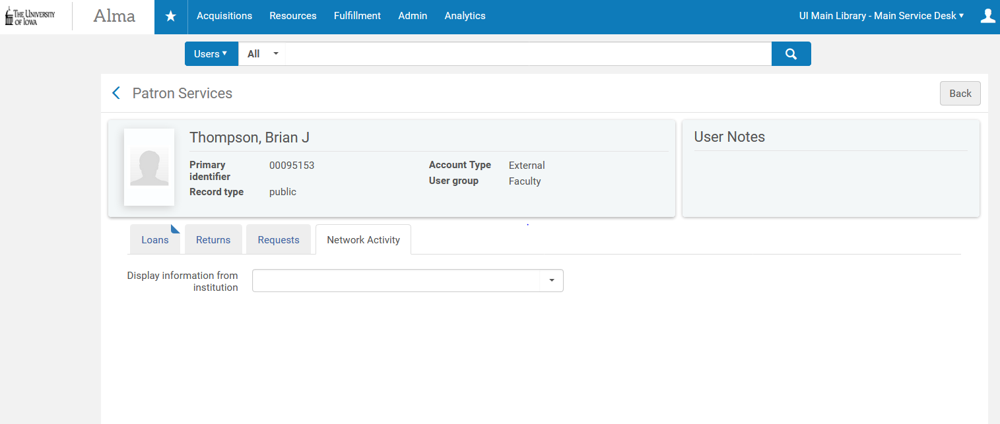 THE UNIVERSITY
OF IOWA
Alma
Acquisitions Resources Fulfillment Admin Analytics
UI Main Library - Main Service Desk
Users All
Patron Services
Back
Thompson, Brian J
Primary identifier 00095153
Record type public
Account Type External
User group Faculty
User Notes
Loans Returns Requests Network Activity
Display information from
institution